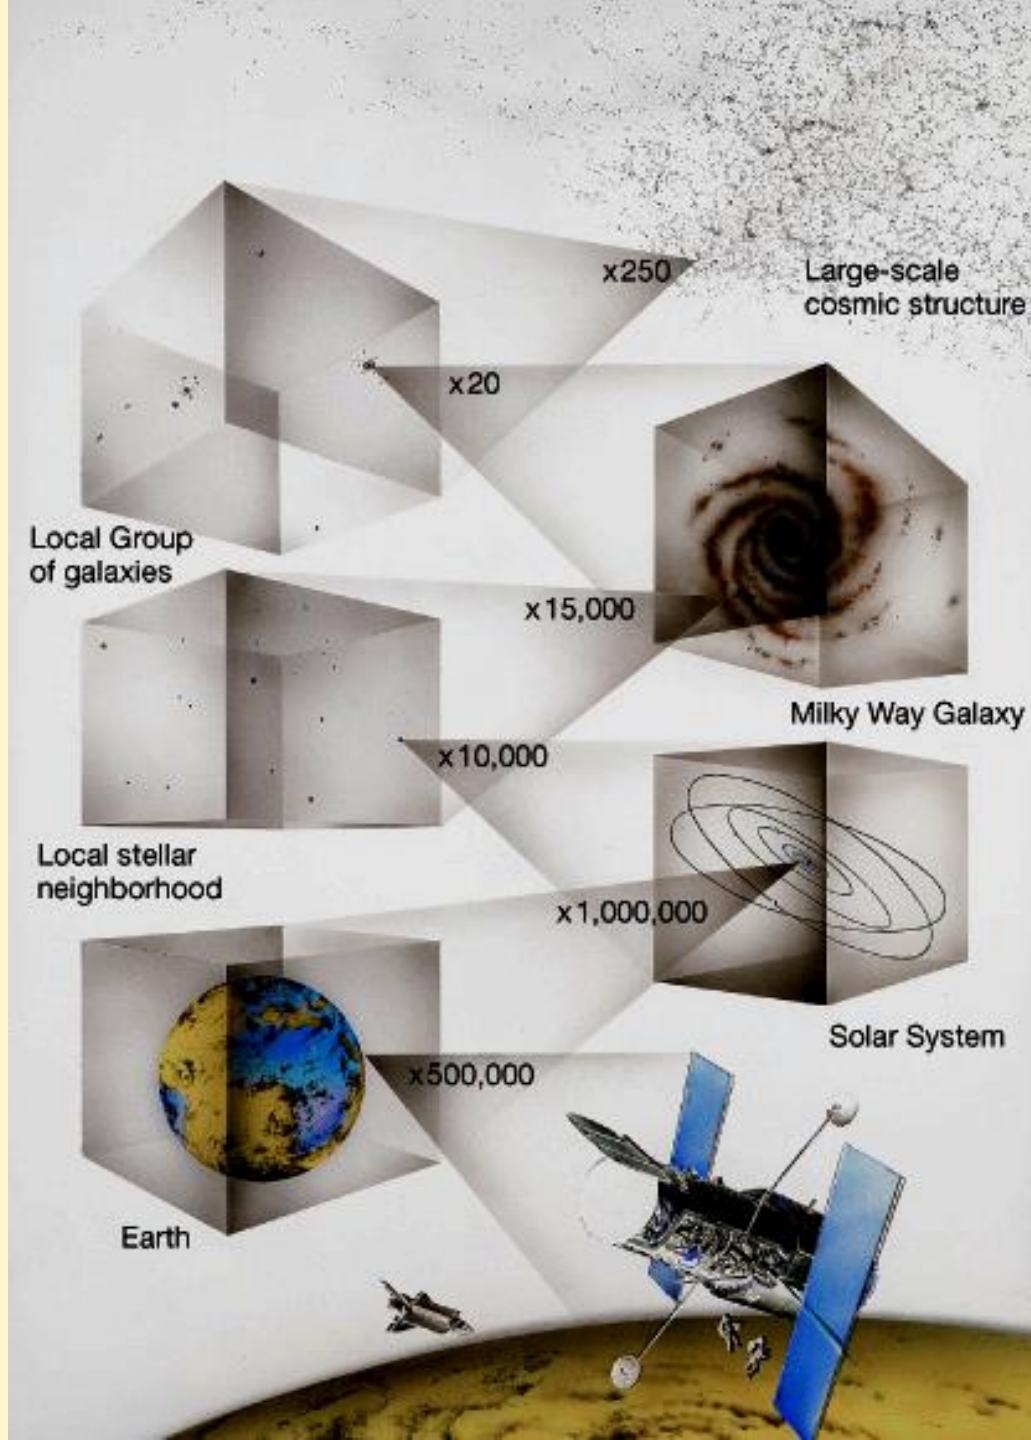 x250
Large-scale
cosmic structure
x20
Local Group
of galaxies
x15,000
Milky Way Galaxy
x10,000
Local stellar
neighborhood
x1,000,000
Solar System
x500,000
Earth